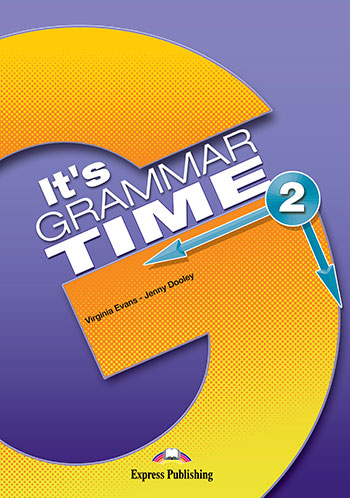 It's
GRAMMAR
TIME
2
Virginia Evans - Jenny Dooley
Express Publishing